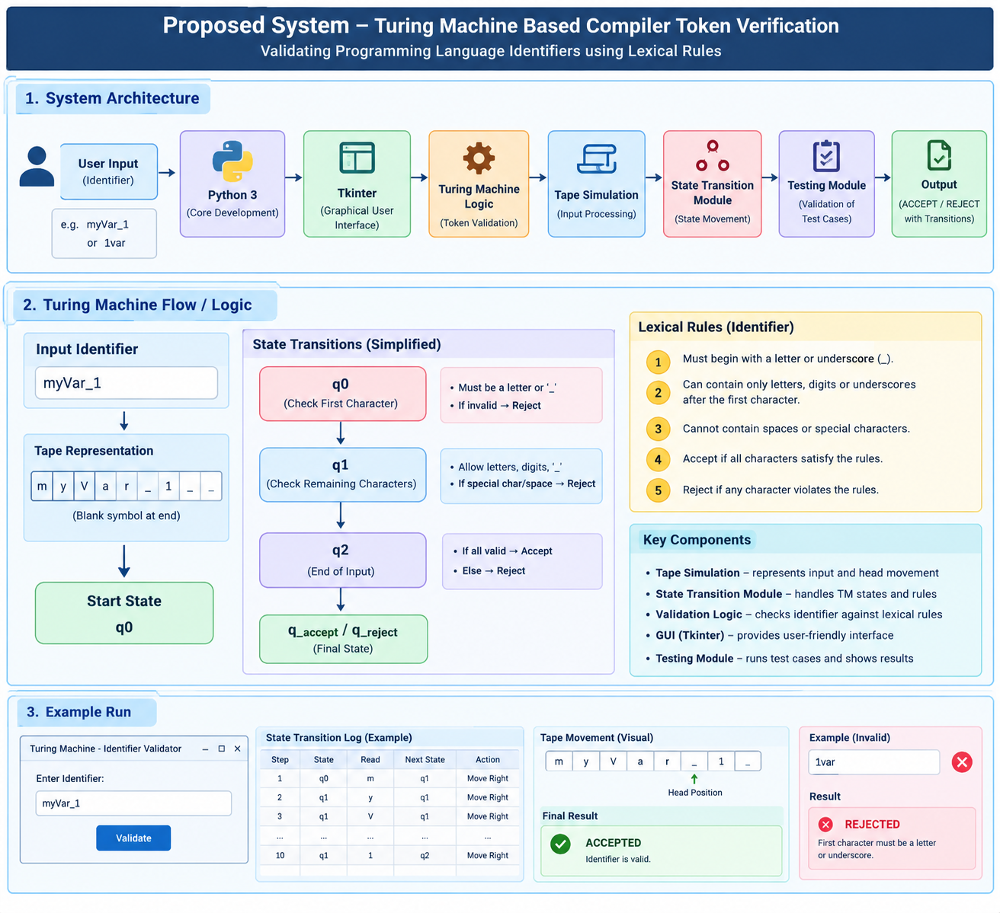 Proposed System – Turing Machine Based Compiler Token Verification
Validating Programming Language Identifiers using Lexical Rules
1. System Architecture
User Input
(Identifier)
e.g. myVar_1
or 1var
Python 3
(Core Development)
Tkinter
(Graphical User
Interface)
Turing Machine
Logic
(Token Validation)
Tape Simulation
(Input Processing)
State Transition
Module
(State Movement)
Testing Module
(Validation of
Test Cases)
Output
(ACCEPT / REJECT
with Transitions)
2. Turing Machine Flow / Logic
Input Identifier
myVar_1
Tape Representation
m y V a r _ 1 _ _
(Blank symbol at end)
Start State
q0
State Transitions (Simplified)
q0
(Check First Character)
• Must be a letter or '_'
• If invalid → Reject
q1
(Check Remaining Characters)
• Allow letters, digits, '_'
• If special char/space → Reject
q2
(End of Input)
• If all valid → Accept
• Else → Reject
q_accept / q_reject
(Final State)
Lexical Rules (Identifier)
1 Must begin with a letter or underscore (_).
2 Can contain only letters, digits or underscores
after the first character.
3 Cannot contain spaces or special characters.
4 Accept if all characters satisfy the rules.
5 Reject if any character violates the rules.
Key Components
• Tape Simulation – represents input and head movement
• State Transition Module – handles TM states and rules
• Validation Logic – checks identifier against lexical rules
• GUI (Tkinter) – provides user-friendly interface
• Testing Module – runs test cases and shows results
3. Example Run
Turing Machine - Identifier Validator
Enter Identifier:
myVar_1
Validate
State Transition Log (Example)
Step State Read Next State Action
1 q0 m q1 Move Right
2 q1 y q1 Move Right
3 q1 V q1 Move Right
... ... ... ... ...
10 q1 1 q2 Move Right
Tape Movement (Visual)
m y V a r _ 1 _
Head Position
Final Result
ACCEPTED
Identifier is valid.
Example (Invalid)
1var
Result
REJECTED
First character must be a letter
or underscore.